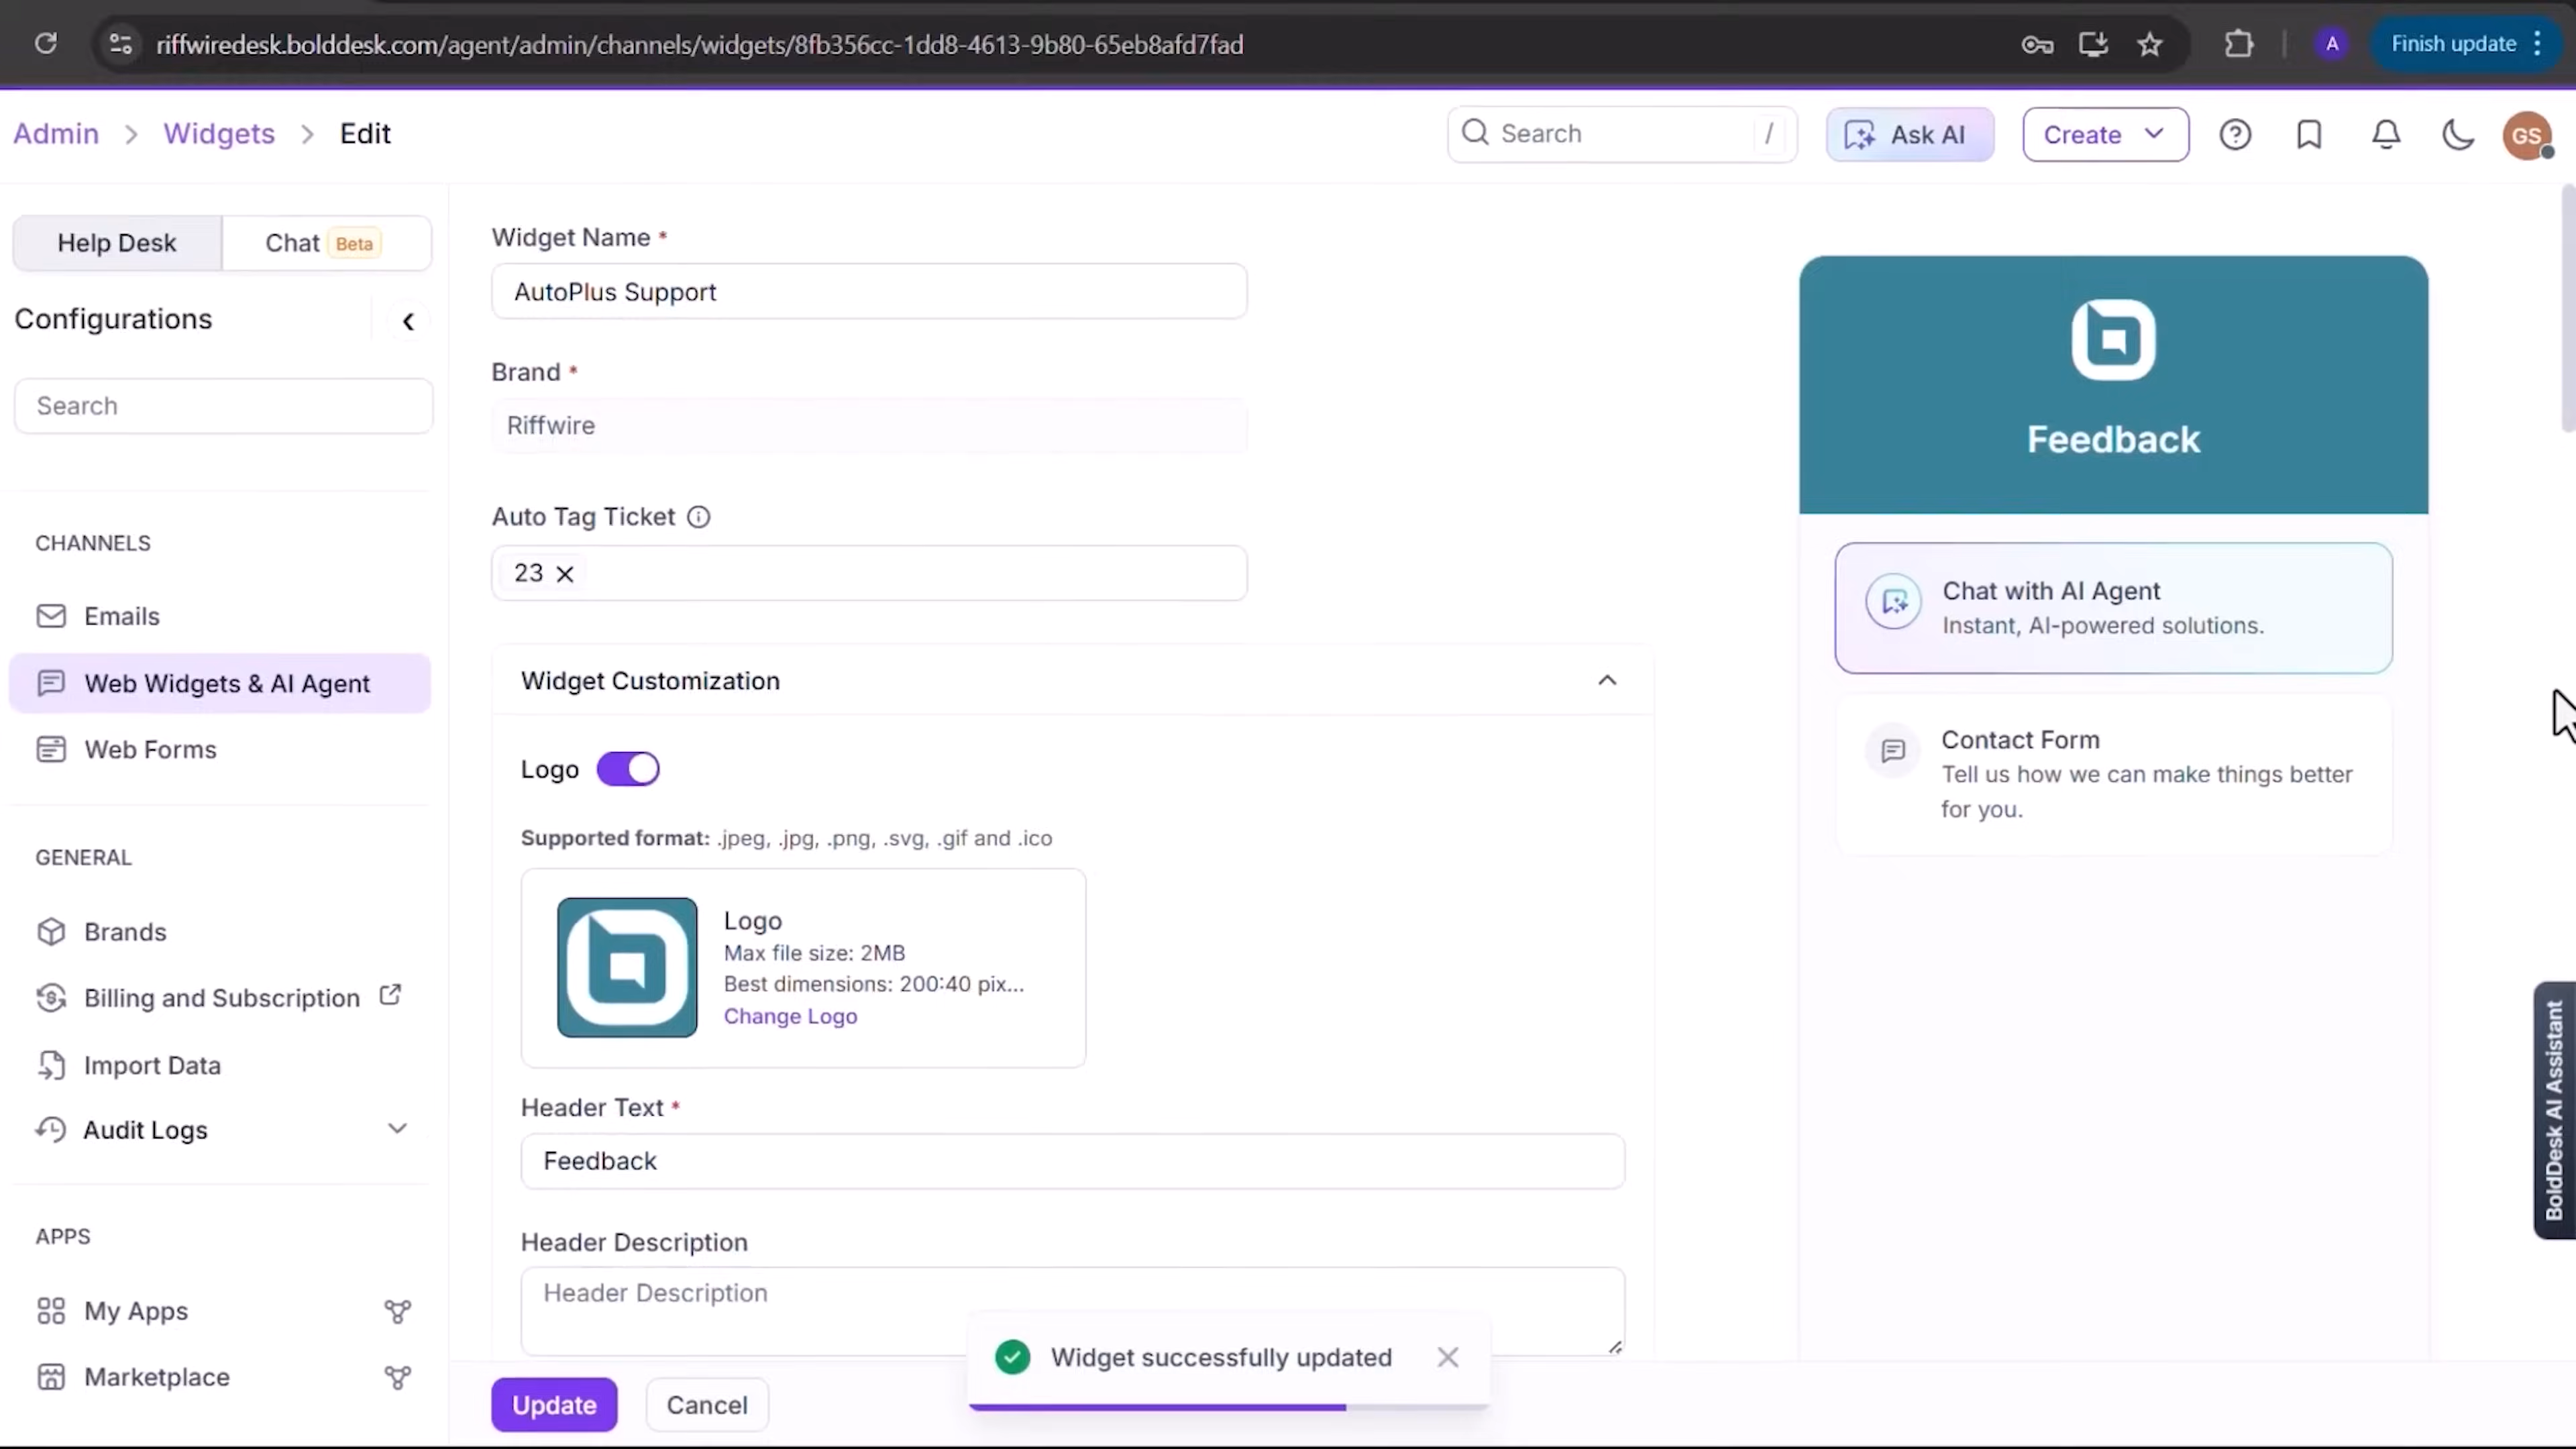 riffwiredesk.bolddesk.com/agent/admin/channels/widgets/8fb356cc-1dd8-4613-9b80-65eb8afd7fad
A
Finish update
Admin
Widgets
Edit
Search
/
Ask AI
Create
GS
Help Desk
Chat
Beta
Configurations
Search
CHANNELS
Emails
Web Widgets & AI Agent
Web Forms
GENERAL
Brands
Billing and Subscription
Import Data
Audit Logs
APPS
My Apps
Marketplace
Widget Name *
AutoPlus Support
Brand *
Riffwire
Auto Tag Ticket
23
Widget Customization
Logo
Supported format: .jpeg, .jpg, .png, .svg, .gif and .ico
Logo
Max file size: 2MB
Best dimensions: 200:40 pix...
Change Logo
Header Text *
Feedback
Header Description
Header Description
Widget successfully updated
Update
Cancel
Feedback
Chat with AI Agent
Instant, AI-powered solutions.
Contact Form
Tell us how we can make things better
for you.
BoldDesk AI Assistant